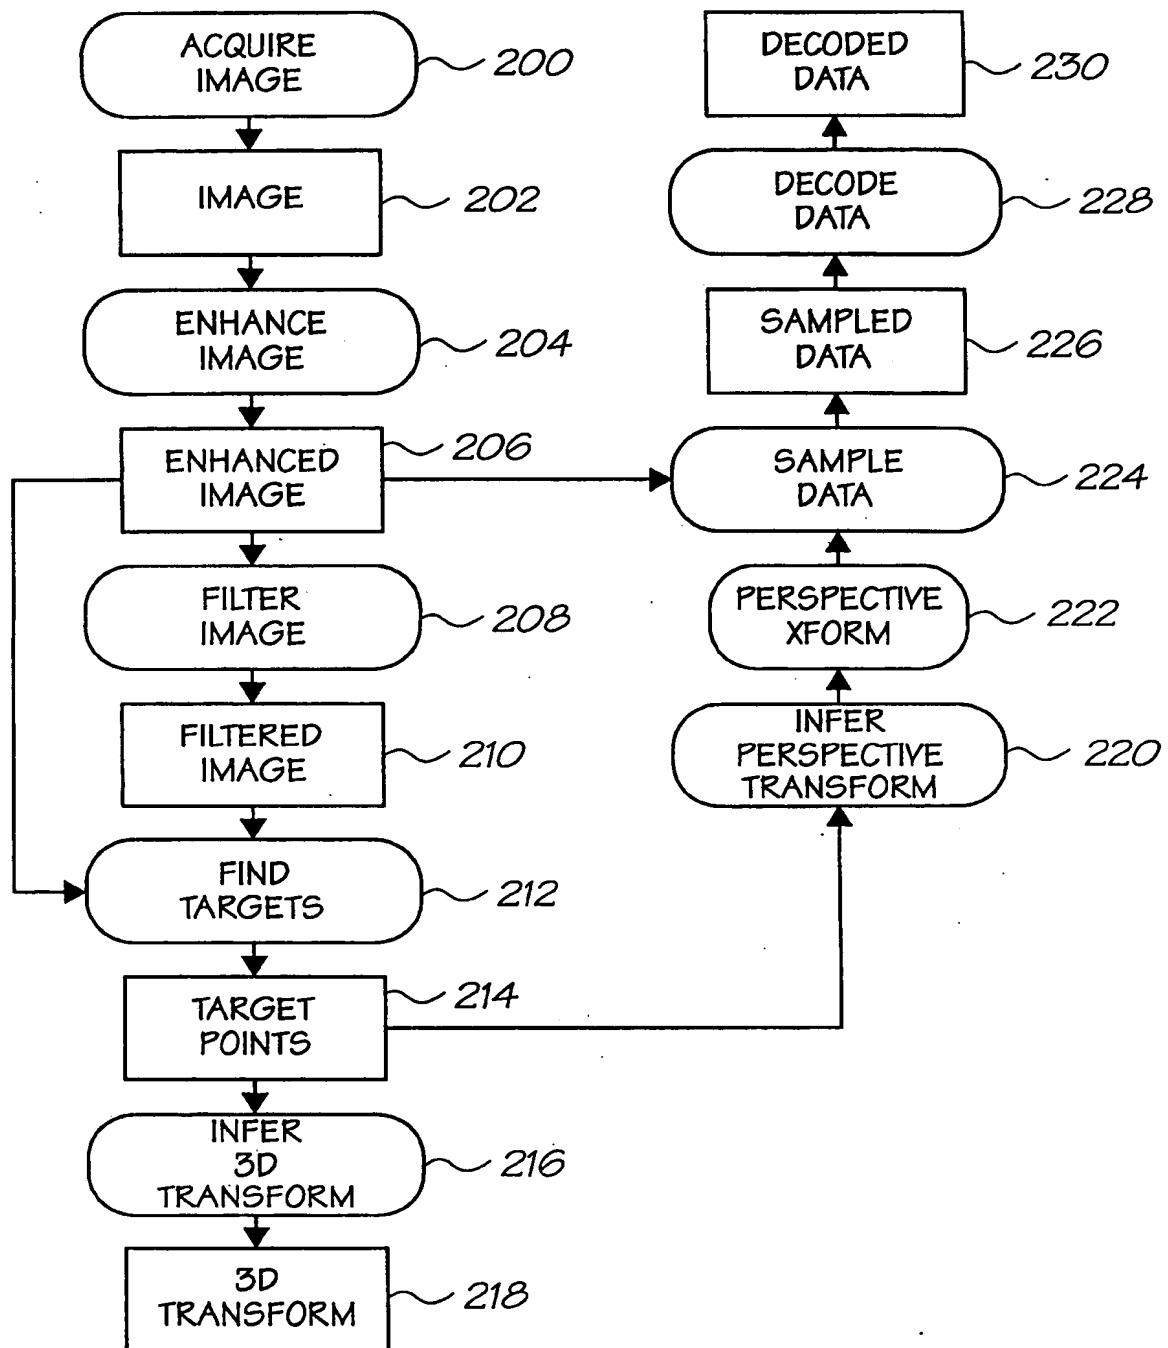 ACQUIRE
IMAGE
200
IMAGE
202
ENHANCE
IMAGE
204
ENHANCED
IMAGE
206
FILTER
IMAGE
208
FILTERED
IMAGE
210
FIND
TARGETS
212
TARGET
POINTS
214
INFER
3D
TRANSFORM
216
3D
TRANSFORM
218
DECODED
DATA
230
DECODE
DATA
228
SAMPLED
DATA
226
SAMPLE
DATA
224
PERSPECTIVE
XFORM
222
INFER
PERSPECTIVE
TRANSFORM
220